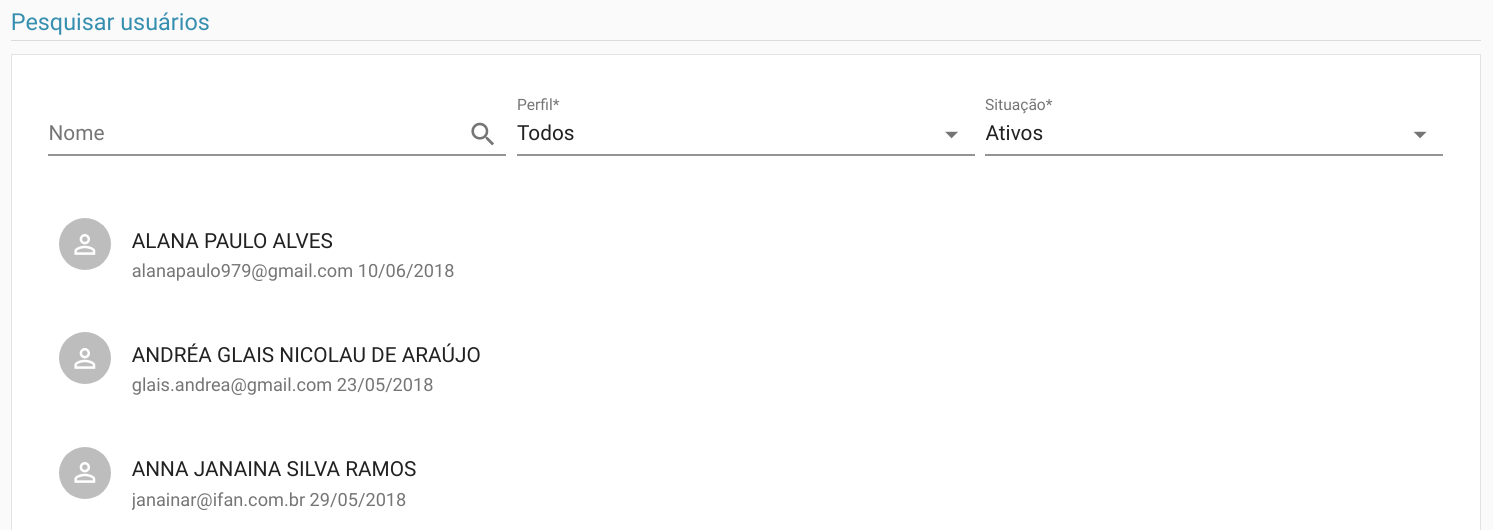 Pesquisar usuários
Perfil*
Situação*
Nome
Todos
Ativos
ALANA PAULO ALVES
alanapaulo979@gmail.com 10/06/2018
ANDRÉA GLAIS NICOLAU DE ARAÚJO
glais.andrea@gmail.com 23/05/2018
ANNA JANAINA SILVA RAMOS
janainar@ifan.com.br 29/05/2018